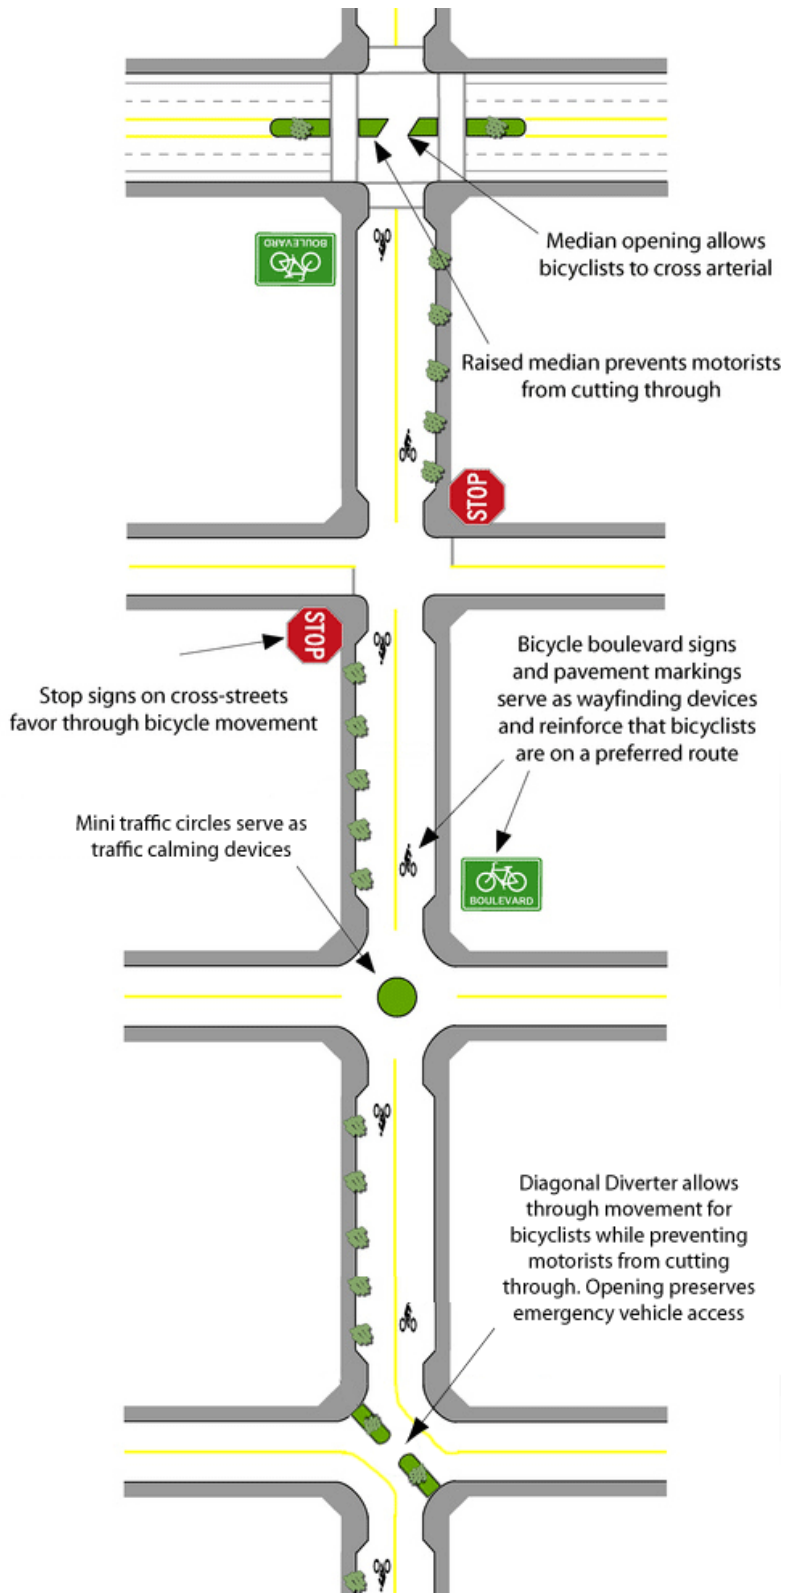 BOULEVARD
Median opening allows
bicyclists to cross arterial
Raised median prevents motorists
from cutting through
STOP
STOP
Stop signs on cross-streets
favor through bicycle movement
Bicycle boulevard signs
and pavement markings
serve as wayfinding devices
and reinforce that bicyclists
are on a preferred route
Mini traffic circles serve as
traffic calming devices
BOULEVARD
Diagonal Diverter allows
through movement for
bicyclists while preventing
motorists from cutting
through. Opening preserves
emergency vehicle access